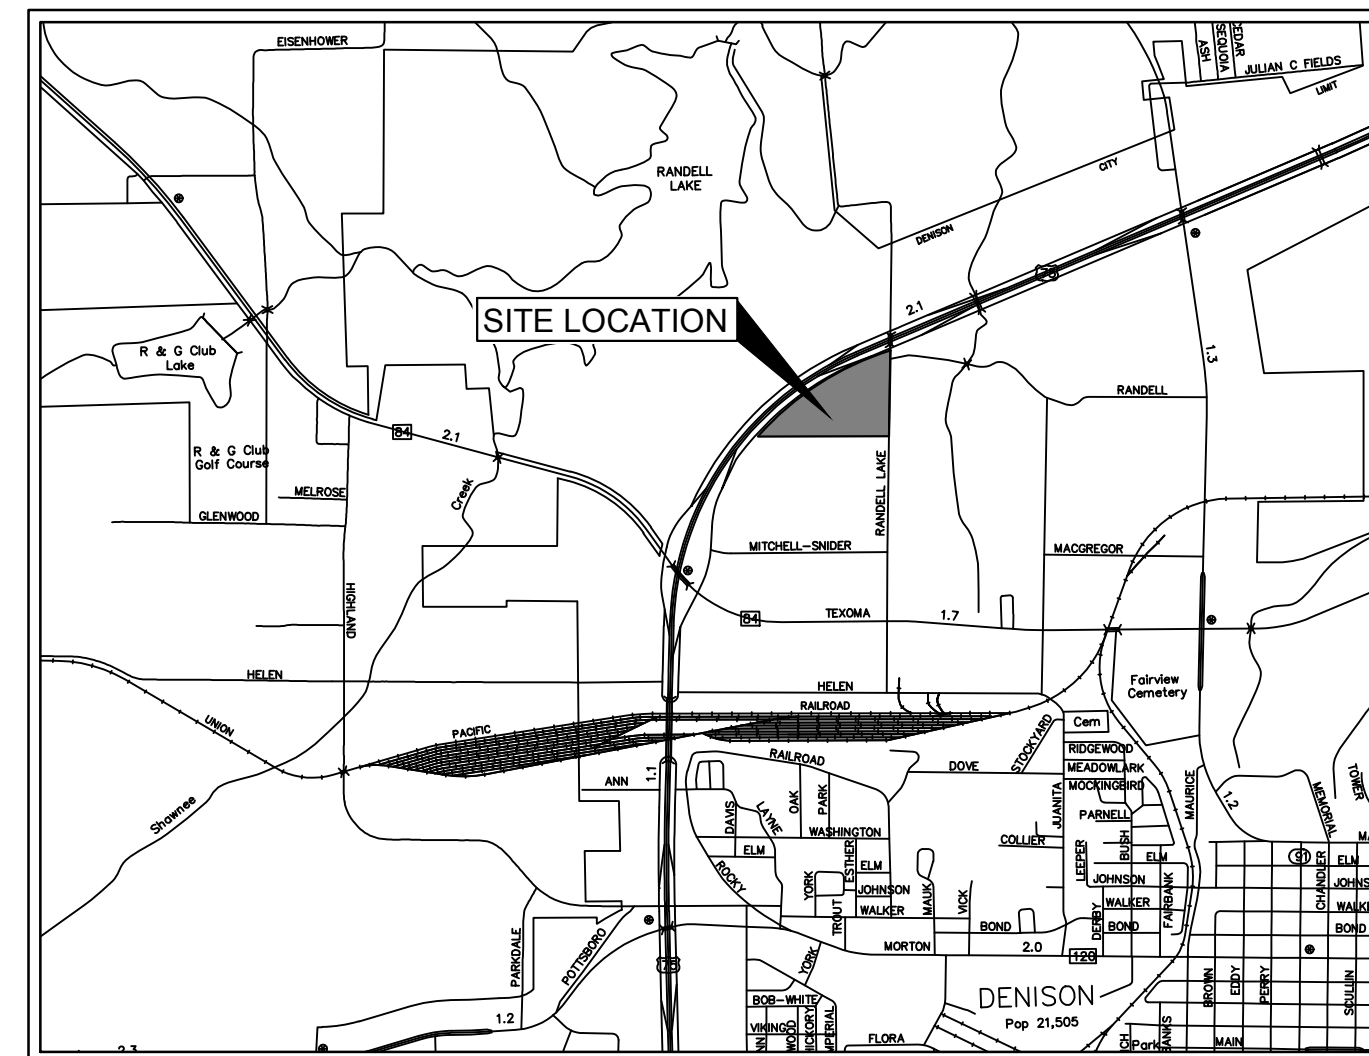 EISENHOWER
ASH
SEQUOIA
JULIAN C FIELDS
LIMIT
CITY
DENISON
RANDELL
LAKE
SITE LOCATION
2.1
1.3
R & G Club
Lake
84
2.1
RANDELL
R & G Club
Golf Course
MELROSE
GLENWOOD
Creek
RANDELL LAKE
MITCHELL-SNIDER
MACGREGOR
HIGHLAND
84
TEXOMA
1.7
HELEN
HELEN
Fairview
Cemetery
UNION
PACIFIC
RAILROAD
STOCKYARD
Cem
RIDGEWOOD
MEADOWLARK
MOCKINGBIRD
RAILROAD
DOVE
ANN
1.1
DAVIS
LAYNE
OAK
PARK
JUANITA
MAURICE
1.2
MEMORIAL
TOWER
Shawnee
PARNELL
WASHINGTON
COLLIER
BUSH
ELM
ESTHER
ELM
LEEPER
ELM
91
ELM
ROCKY
YORK
JOHNSON
JOHNSON
CHANDLER
TROUT
WALKER
MAUK
VICK
DERBY
WALKER
FAIRBANK
BOND
BOND
BOND
MORTON
2.0
120
PARKDALE
POTTSBORO
YORK
BROWN
EDDY
PERRY
SCULLIN
DENISON
Pop 21,505
BOB-WHITE
1.2
VIKING
FLORA
Park
MAIN